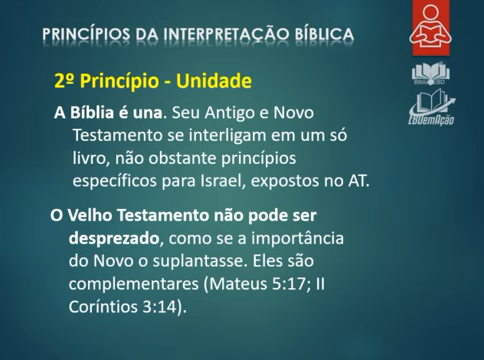 PRINCÍPIOS DA INTERPRETAÇÃO BÍBLICA
2º Princípio - Unidade
A Bíblia é una. Seu Antigo e Novo
Testamento se interligam em um só
livro, não obstante princípios
específicos para Israel, expostos no AT.
O Velho Testamento não pode ser
desprezado, como se a importância
do Novo o suplantasse. Eles são
complementares (Mateus 5:17; II
Coríntios 3:14).
EBDemAção